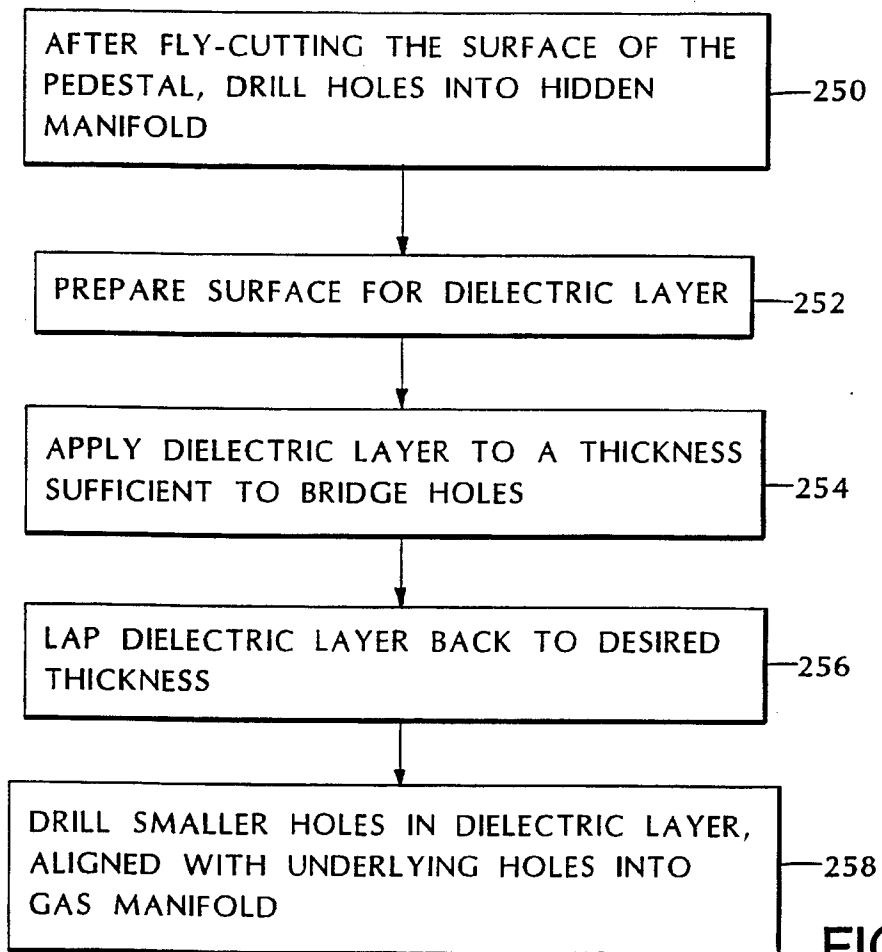 AFTER FLY-CUTTING THE SURFACE OF THE
PEDESTAL, DRILL HOLES INTO HIDDEN
MANIFOLD
250
PREPARE SURFACE FOR DIELECTRIC LAYER
252
APPLY DIELECTRIC LAYER TO A THICKNESS
SUFFICIENT TO BRIDGE HOLES
254
LAP DIELECTRIC LAYER BACK TO DESIRED
THICKNESS
256
DRILL SMALLER HOLES IN DIELECTRIC LAYER,
ALIGNED WITH UNDERLYING HOLES INTO
GAS MANIFOLD
258